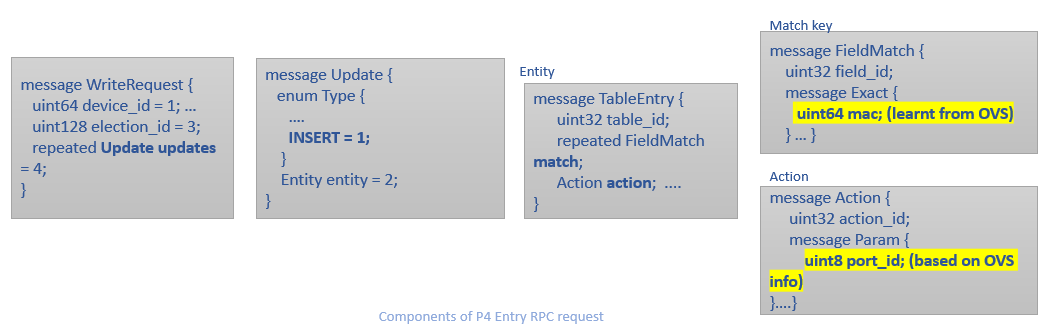 message WriteRequest {
uint64 device_id = 1; ...
uint128 election_id = 3;
repeated Update updates
= 4;
}
message Update {
enum Type {
....
INSERT = 1;
}
Entity entity = 2;
}
Entity
message TableEntry {
uint32 table_id;
repeated FieldMatch
match;
Action action; ....
}
Match key
message FieldMatch {
uint32 field_id;
message Exact {
uint64 mac; (learnt from OVS)
} ... }
Action
message Action {
uint32 action_id;
message Param {
uint8 port_id; (based on OVS
info)
}....}
Components of P4 Entry RPC request